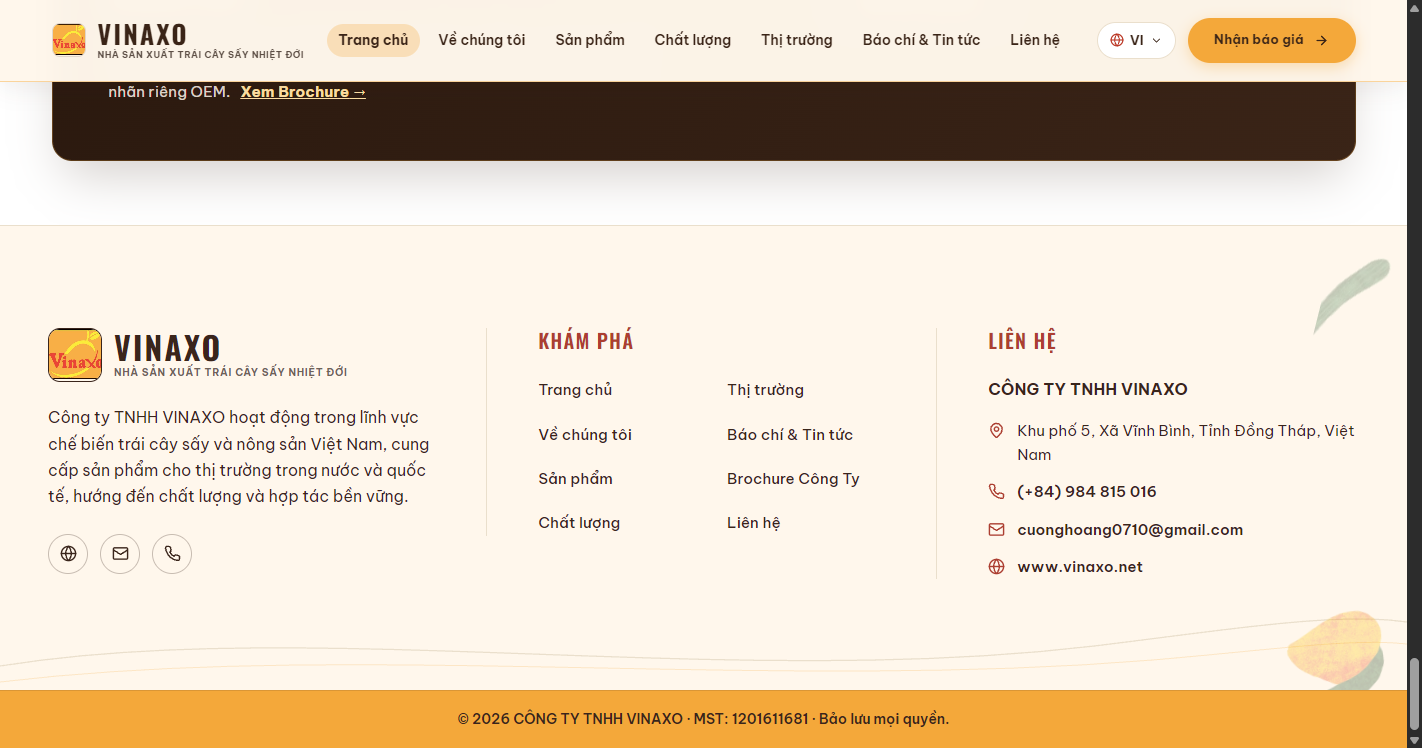 Vinaxo
VINAXO
NHÀ SẢN XUẤT TRÁI CÂY SẤY NHIỆT ĐỚI
Trang chủ
Về chúng tôi
Sản phẩm
Chất lượng
Thị trường
Báo chí & Tin tức
Liên hệ
VI
Nhận báo giá →
nhãn riêng OEM. Xem Brochure →
Vinaxo
VINAXO
NHÀ SẢN XUẤT TRÁI CÂY SẤY NHIỆT ĐỚI
Công ty TNHH VINAXO hoạt động trong lĩnh vực
chế biến trái cây sấy và nông sản Việt Nam, cung
cấp sản phẩm cho thị trường trong nước và quốc
tế, hướng đến chất lượng và hợp tác bền vững.
KHÁM PHÁ
Trang chủ
Thị trường
Về chúng tôi
Báo chí & Tin tức
Sản phẩm
Brochure Công Ty
Chất lượng
Liên hệ
LIÊN HỆ
CÔNG TY TNHH VINAXO
Khu phố 5, Xã Vĩnh Bình, Tỉnh Đồng Tháp, Việt
Nam
(+84) 984 815 016
cuonghoang0710@gmail.com
www.vinaxo.net
© 2026 CÔNG TY TNHH VINAXO · MST: 1201611681 · Bảo lưu mọi quyền.